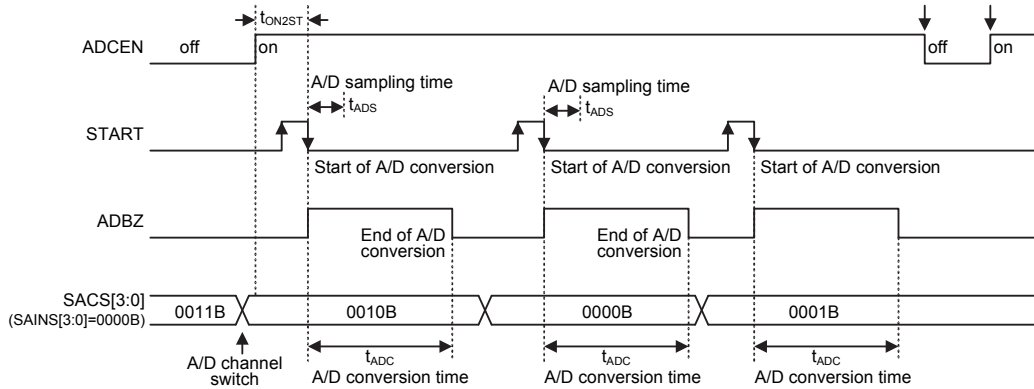 tON2ST
ADCEN
off
on
off
on
A/D sampling time
A/D sampling time
tADS
tADS
START
Start of A/D conversion
Start of A/D conversion
Start of A/D conversion
ADBZ
End of A/D
conversion
End of A/D
conversion
SACS[3:0]
(SAINS[3:0]=0000B)
0011B
0010B
0000B
0001B
A/D channel
switch
tADC
A/D conversion time
tADC
A/D conversion time
tADC
A/D conversion time